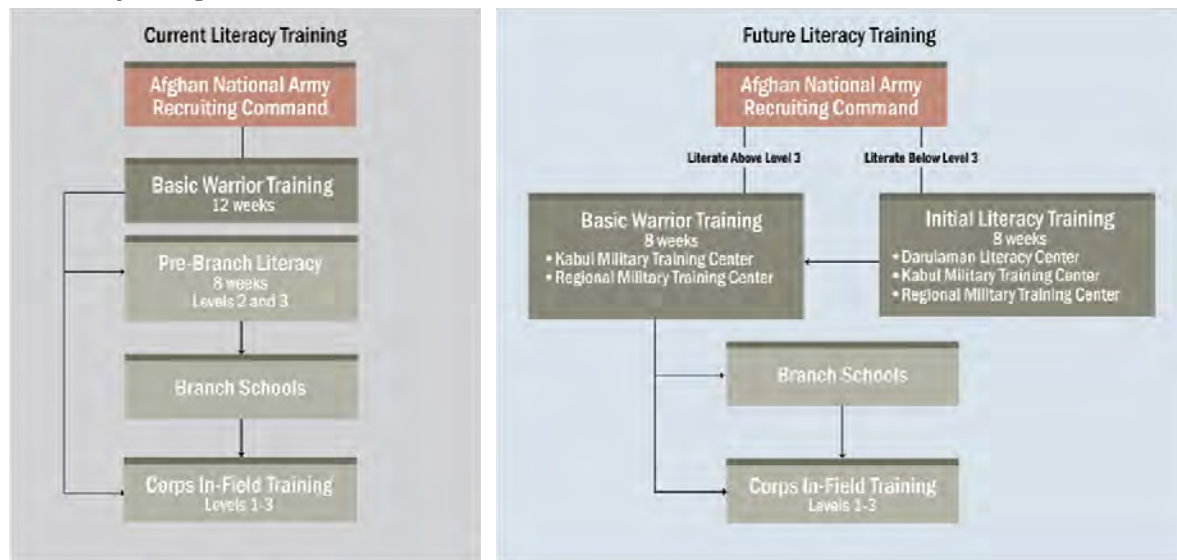 Current Literacy Training
Afghan National Army
Recruiting Command
Basic Warrior Training
12 weeks
Pre-Branch Literacy
8 weeks
Levels 2 and 3
Branch Schools
Corps In-Field Training
Levels 1-3
Future Literacy Training
Afghan National Army
Recruiting Command
Literate Above Level 3
Literate Below Level 3
Basic Warrior Training
8 weeks
• Kabul Military Training Center
• Regional Military Training Center
Initial Literacy Training
8 weeks
• Darulaman Literacy Center
• Kabul Military Training Center
• Regional Military Training Center
Branch Schools
Corps In-Field Training
Levels 1-3